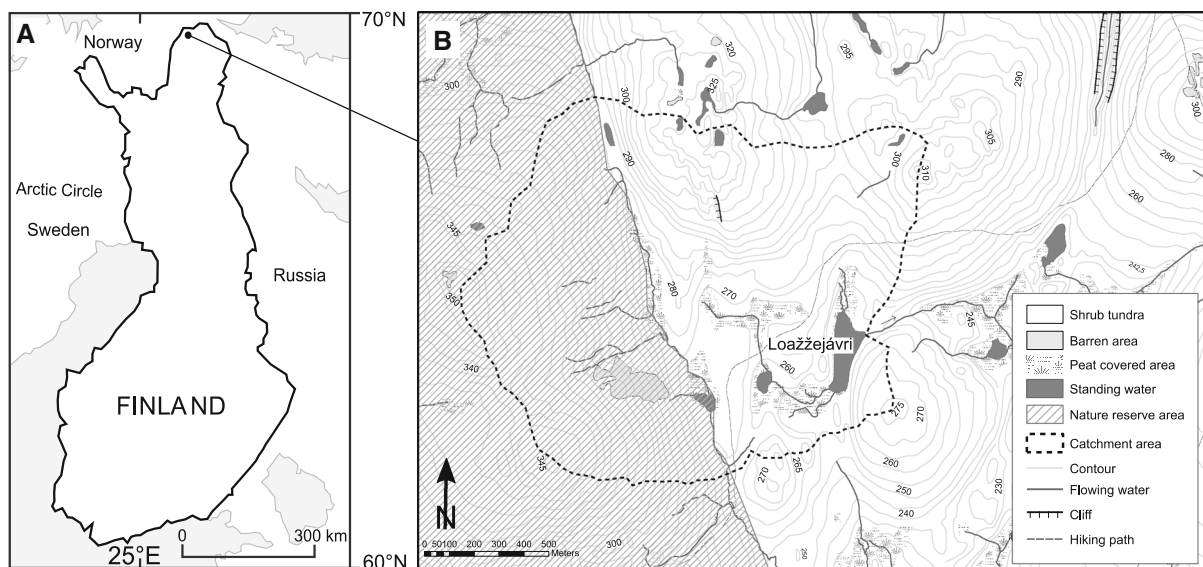 A
Norway
Arctic Circle
Sweden
Russia
FINLAND
0
300 km
25°E
70°N
60°N
B
320
325
295
290
300
300
300
305
290
300
310
280
260
345
350
280
270
242.5
245
Loažžejávri
260
340
275
270
345
270
265
260
250
240
230
300
250
N
0 50 100 200 300 400 500
Meters
Shrub tundra
Barren area
Peat covered area
Standing water
Nature reserve area
Catchment area
Contour
Flowing water
Cliff
Hiking path